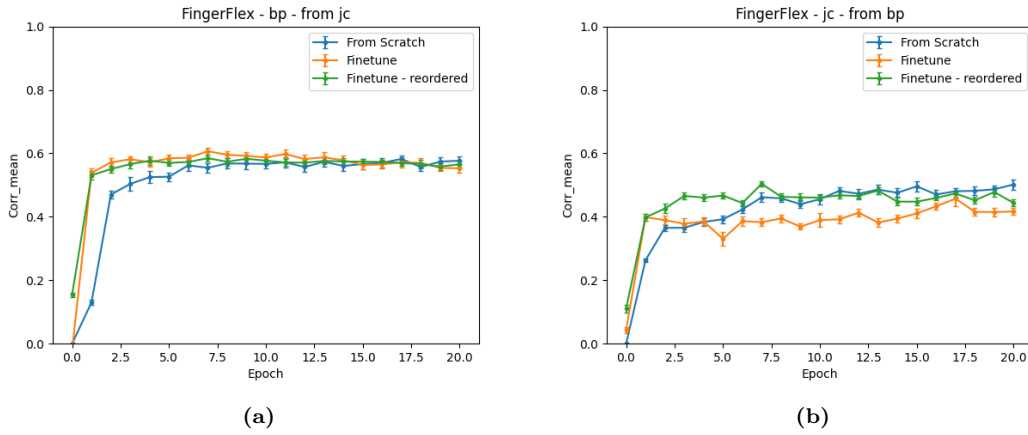 FingerFlex - bp - from jc
1.0
0.8
0.6
0.4
0.2
0.0
Corr_mean
From Scratch
Finetune
Finetune - reordered
0.0 2.5 5.0 7.5 10.0 12.5 15.0 17.5 20.0
Epoch
(a)
FingerFlex - jc - from bp
1.0
0.8
0.6
0.4
0.2
0.0
Corr_mean
From Scratch
Finetune
Finetune - reordered
0.0 2.5 5.0 7.5 10.0 12.5 15.0 17.5 20.0
Epoch
(b)